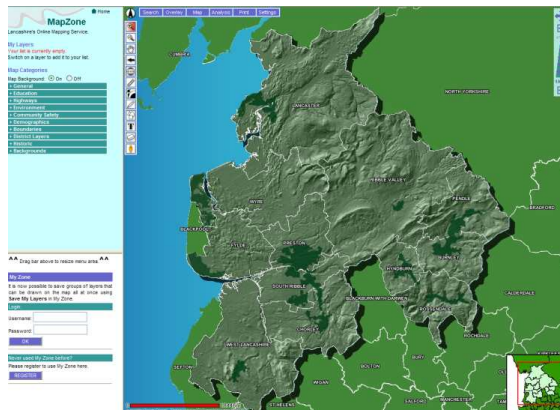 Home
MapZone
Lancashire's Online Mapping Service.
My Layers
Your list is currently empty
Switch on a layer to add it to your list
Map Categories
Map Background: On Off
General
Education
Highways
Environment
Community Safety
Demographics
Boundaries
District Layers
Historic
Backgrounds
^^ Drag bar above to resize menu area ^^
My Zone
It is now possible to save groups of layers that
can be drawn on the map all at once using
Save My Layers in My Zone.
Login
Username:
Password:
OK
Never used My Zone before?
Please register to use My Zone here:
REGISTER
Search Overlay Map Analysis Print Settings
CUMBRIA
NORTH YORKSHIRE
LANCASTER
RIBBLE VALLEY
WYRE
PENDLE
BRADFORD
BLACKPOOL
FYLDE
PRESTON
BURNLEY
HYNDBURN
SOUTH RIBBLE
CALDERDALE
BLACKBURN WITH DARWEN
ROSSENDALE
CHORLEY
ROCHDALE
WEST LANCASHIRE
BURY
BOLTON
SEFTON
WIGAN
ST HELENS
SALFORD
MANCHESTER